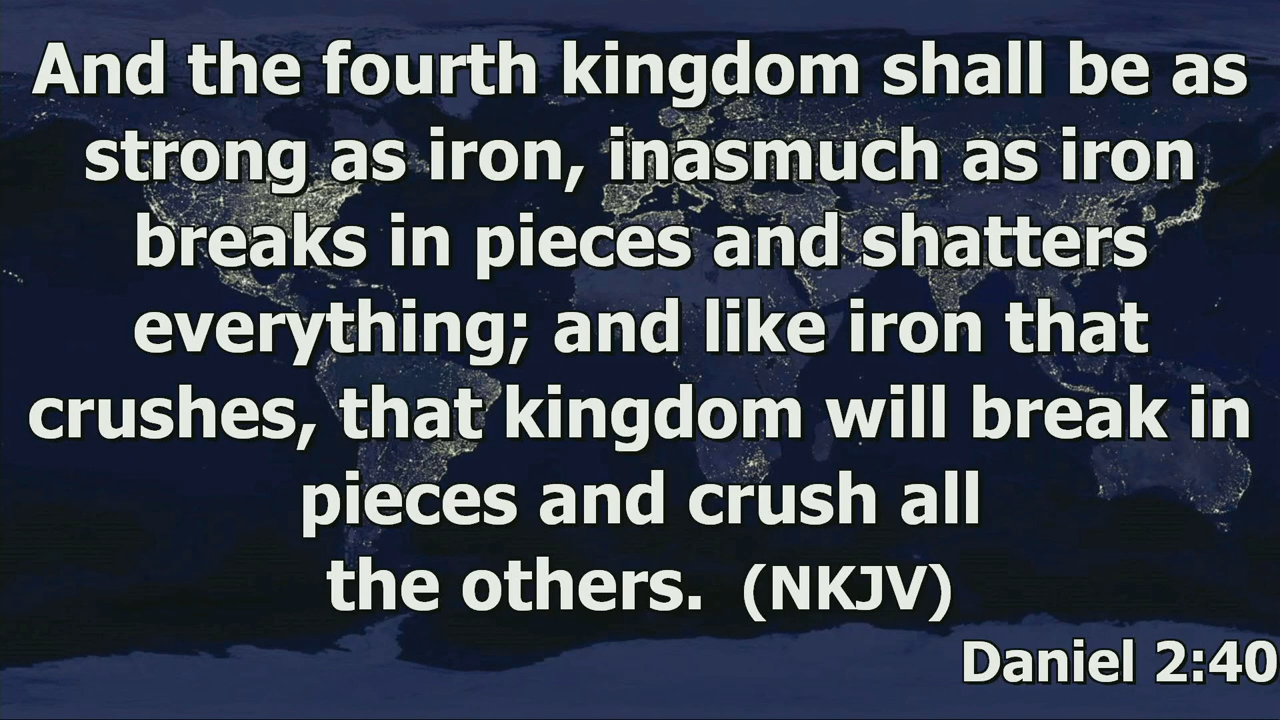 And the fourth kingdom shall be as
strong as iron, inasmuch as iron
breaks in pieces and shatters
everything; and like iron that
crushes, that kingdom will break in
pieces and crush all
the others. (NKJV)
Daniel 2:40